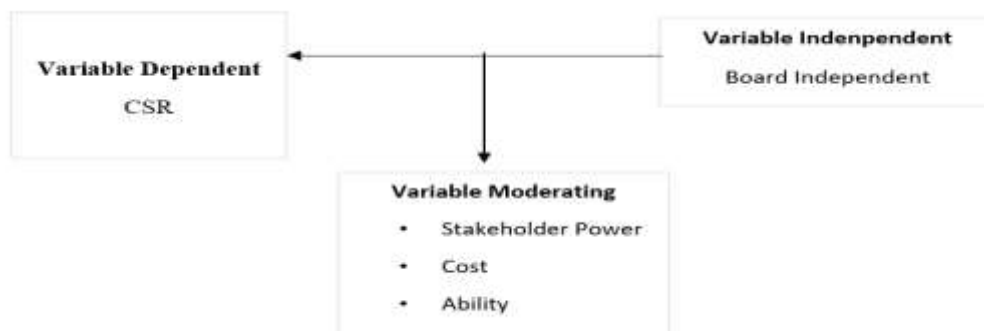 Variable Dependent
CSR
Variable Indenpendent
Board Independent
Variable Moderating
• Stakeholder Power
• Cost
• Ability